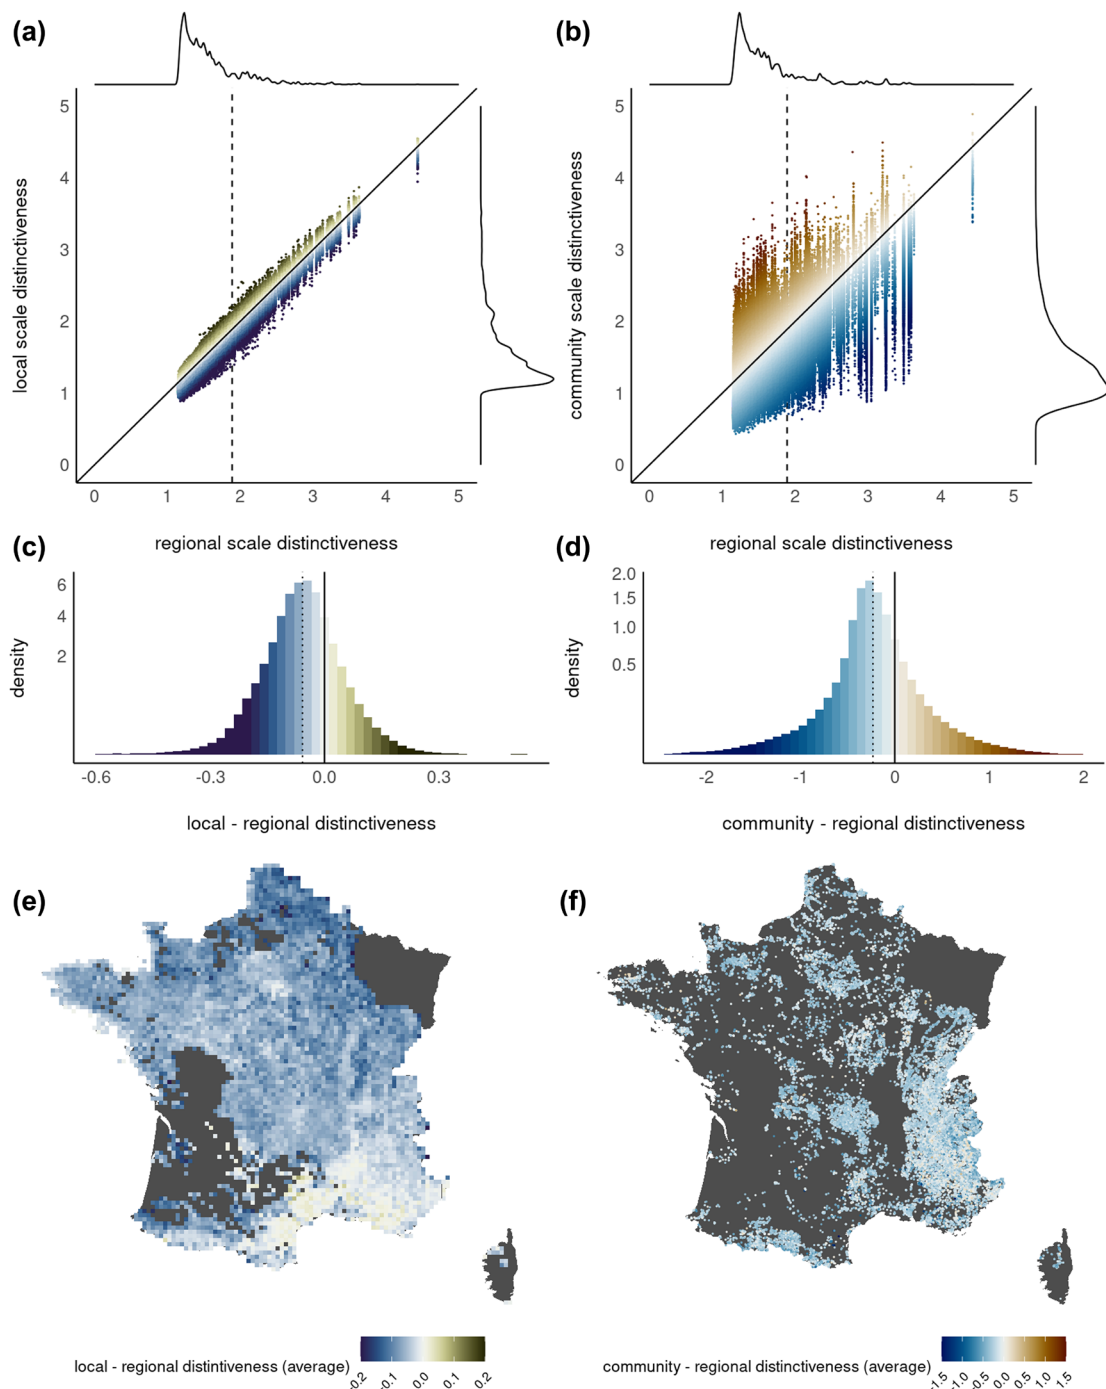 (a)
(b)
local scale distinctiveness
5
4
3
2
1
0
0 1 2 3 4 5
regional scale distinctiveness
community scale distinctiveness
5
4
3
2
1
0
0 1 2 3 4 5
regional scale distinctiveness
(c)
density
6
4
2
-0.6 -0.3 0.0 0.3
local - regional distinctiveness
(d)
density
2.0
1.5
1.0
0.5
-2 -1 0 1 2
community - regional distinctiveness
(e)
(f)
local - regional distintiveness (average)
-0.2 -0.1 0.0 0.1 0.2
community - regional distinctiveness (average)
-1.5 -1.0 -0.5 0.0 0.5 1.0 1.5